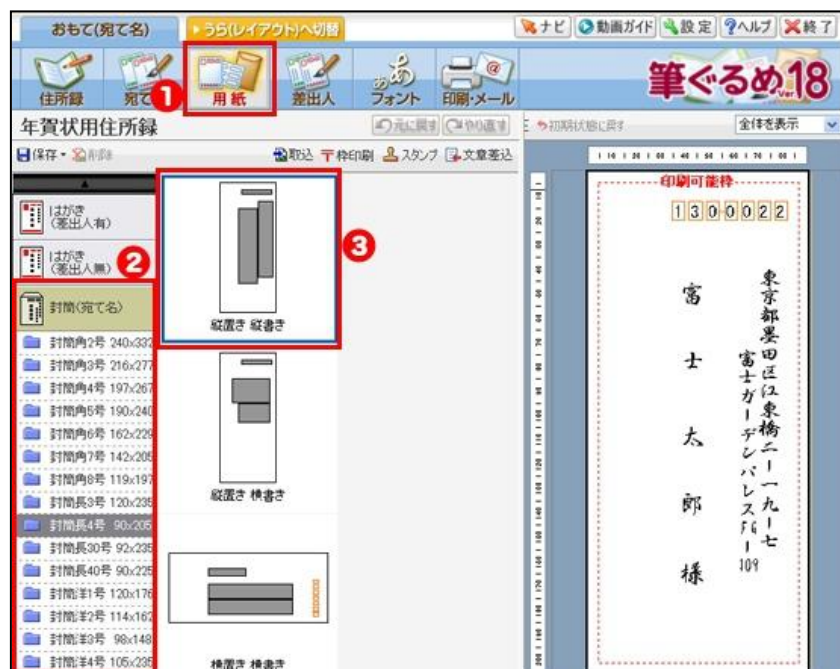 おもて(宛て名)
うら(レイアウト)へ切替
ナビ
動画ガイド
設定
ヘルプ
終了
住所録
宛て
1
用紙
差出人
フォント
印刷・メール
筆ぐるめ 18
年賀状用住所録
元に戻す
やり直す
初期状態に戻す
全体を表示
保存
削除
取込
枠印刷
スタンプ
文章差込
はがき
(差出人有)
はがき
(差出人無)
2
封筒(宛て名)
封筒角2号 240x332
封筒角3号 216x277
封筒角4号 197x267
封筒角5号 190x240
封筒角6号 162x229
封筒角7号 142x205
封筒角8号 119x197
封筒長3号 120x235
封筒長4号 90x205
封筒長30号 92x235
封筒長40号 90x225
封筒洋1号 120x176
封筒洋2号 114x162
封筒洋3号 98x148
封筒洋4号 105x235
3
縦置き 縦書き
縦置き 横書き
横置き 横書き
印刷可能枠
1300022
東京都墨田区江東橋二ー一九ー七
富士ガーデンパレスFG-109
富士太郎 様